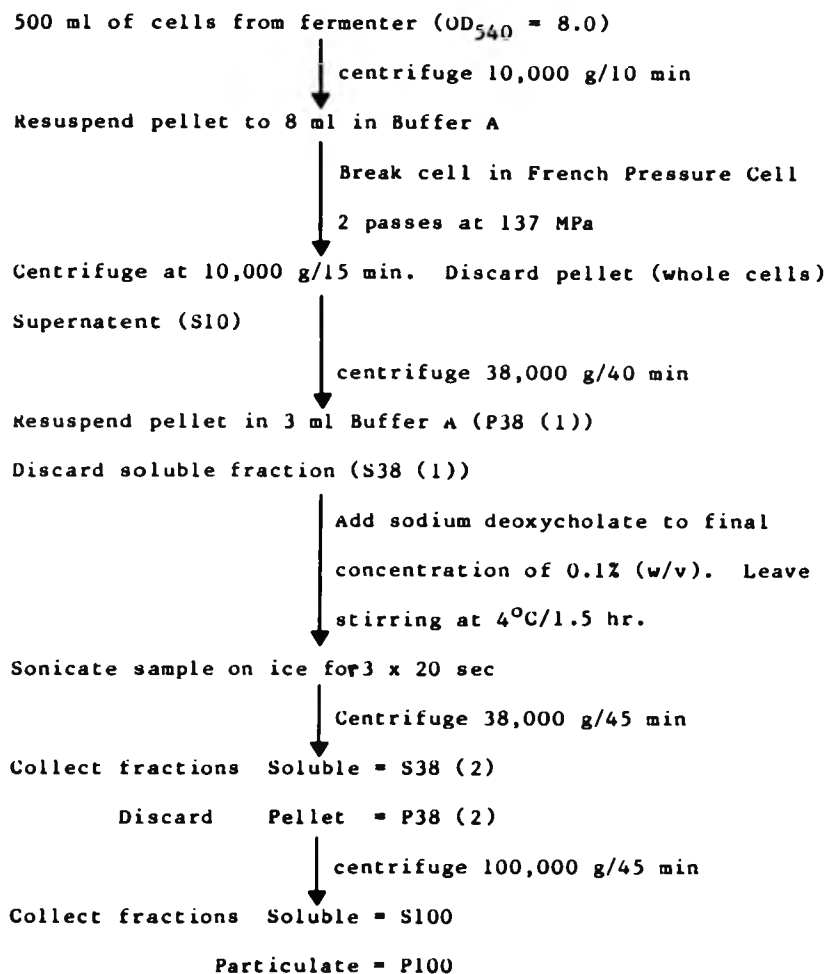 500 ml of cells from fermenter (OD540 = 8.0)
centrifuge 10,000 g/10 min
Resuspend pellet to 8 ml in Buffer A
Break cell in French Pressure Cell
2 passes at 137 MPa
Centrifuge at 10,000 g/15 min. Discard pellet (whole cells)
Supernatent (S10)
centrifuge 38,000 g/40 min
Resuspend pellet in 3 ml Buffer A (P38 (1))
Discard soluble fraction (S38 (1))
Add sodium deoxycholate to final
concentration of 0.1% (w/v). Leave
stirring at 4°C/1.5 hr.
Sonicate sample on ice for 3 x 20 sec
Centrifuge 38,000 g/45 min
Collect fractions Soluble = S38 (2)
Discard Pellet = P38 (2)
centrifuge 100,000 g/45 min
Collect fractions Soluble = S100
Particulate = P100